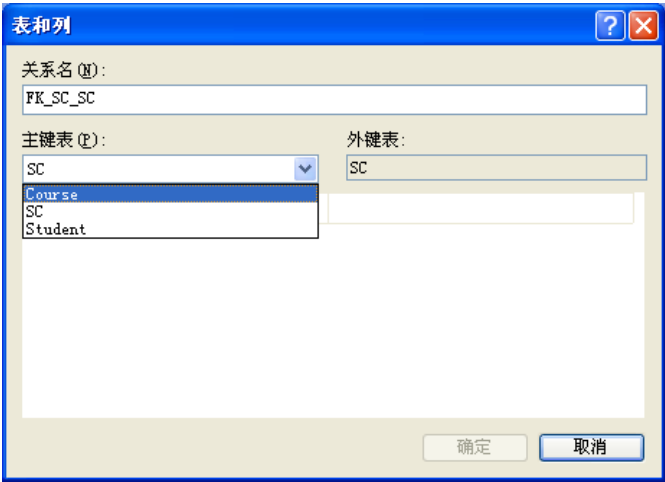 表和列
关系名(N):
FK_SC_SC
主键表(P):
外键表:
SC
SC
Course
SC
Student
确定
取消